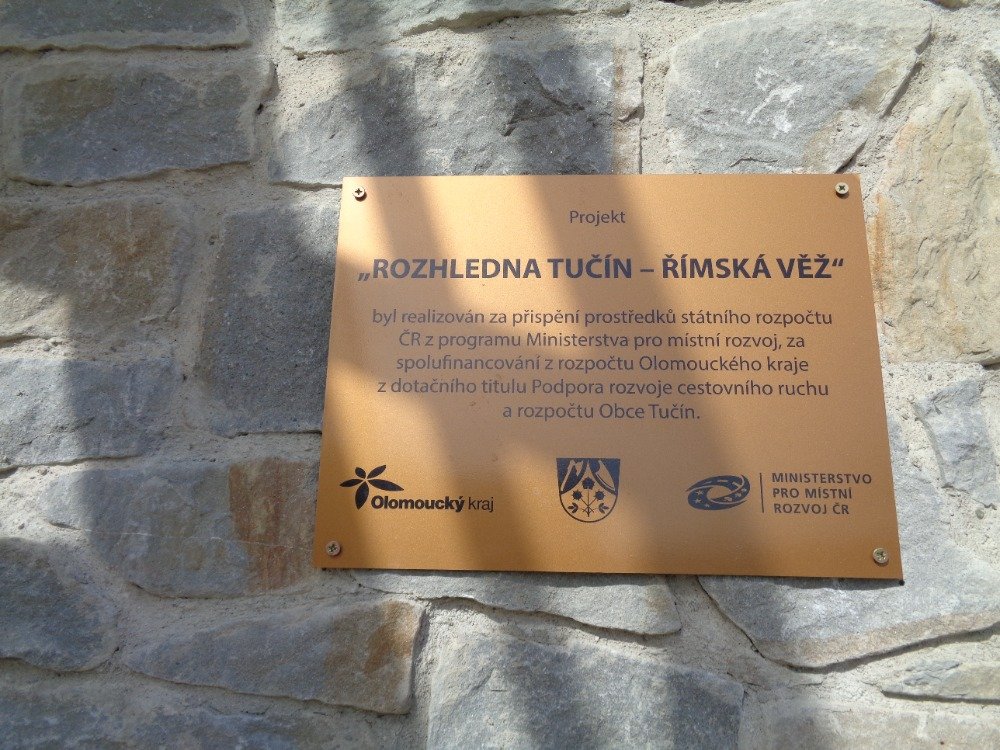 Projekt
„ROZHLEDNA TUČÍN – ŘÍMSKÁ VĚŽ“
byl realizován za přispění prostředků státního rozpočtu
ČR z programu Ministerstva pro místní rozvoj, za
spolufinancování z rozpočtu Olomouckého kraje
z dotačního titulu Podpora rozvoje cestovního ruchu
a rozpočtu Obce Tučín.
Olomoucký kraj
MINISTERSTVO
PRO MÍSTNÍ
ROZVOJ ČR